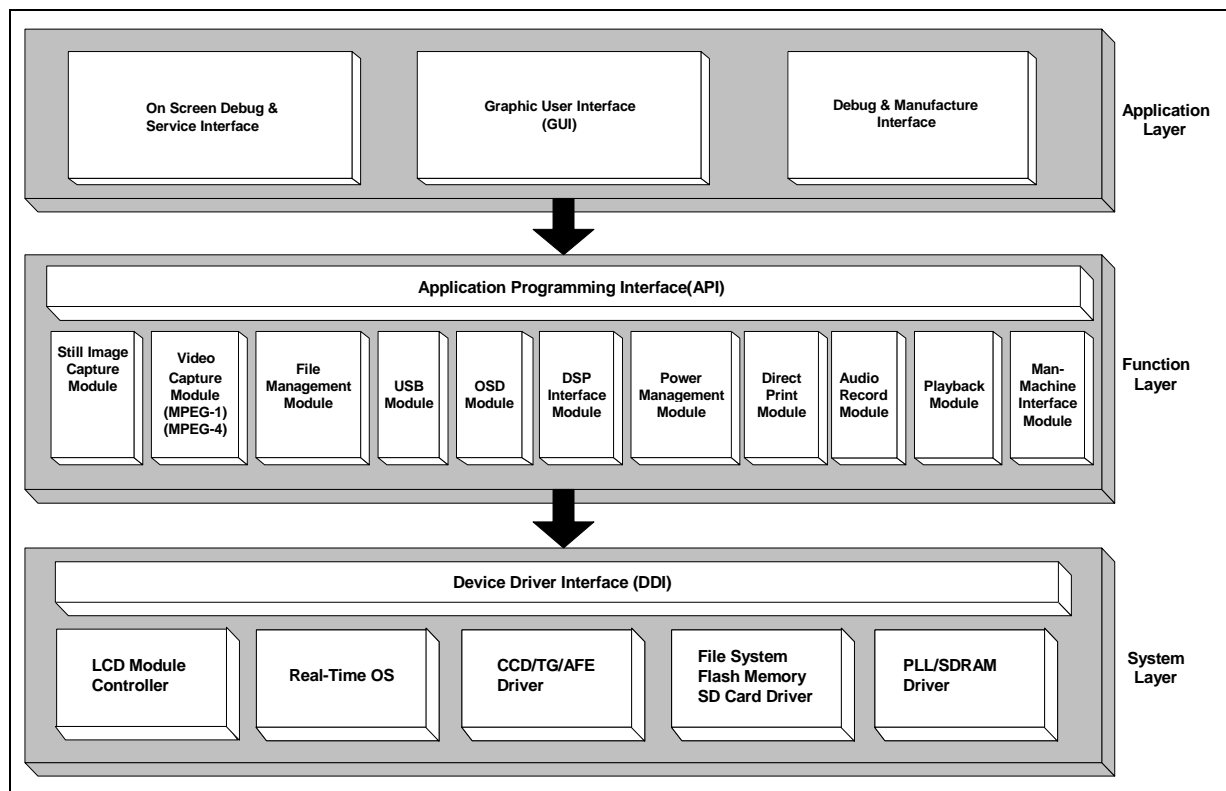 On Screen Debug &
Service Interface
Graphic User Interface
(GUI)
Debug & Manufacture
Interface
Application
Layer
Application Programming Interface(API)
Still Image
Capture
Module
Video
Capture
Module
(MPEG-1)
(MPEG-4)
File
Management
Module
USB
Module
OSD
Module
DSP
Interface
Module
Power
Management
Module
Direct
Print
Module
Audio
Record
Module
Playback
Module
Man-
Machine
Interface
Module
Function
Layer
Device Driver Interface (DDI)
LCD Module
Controller
Real-Time OS
CCD/TG/AFE
Driver
File System
Flash Memory
SD Card Driver
PLL/SDRAM
Driver
System
Layer